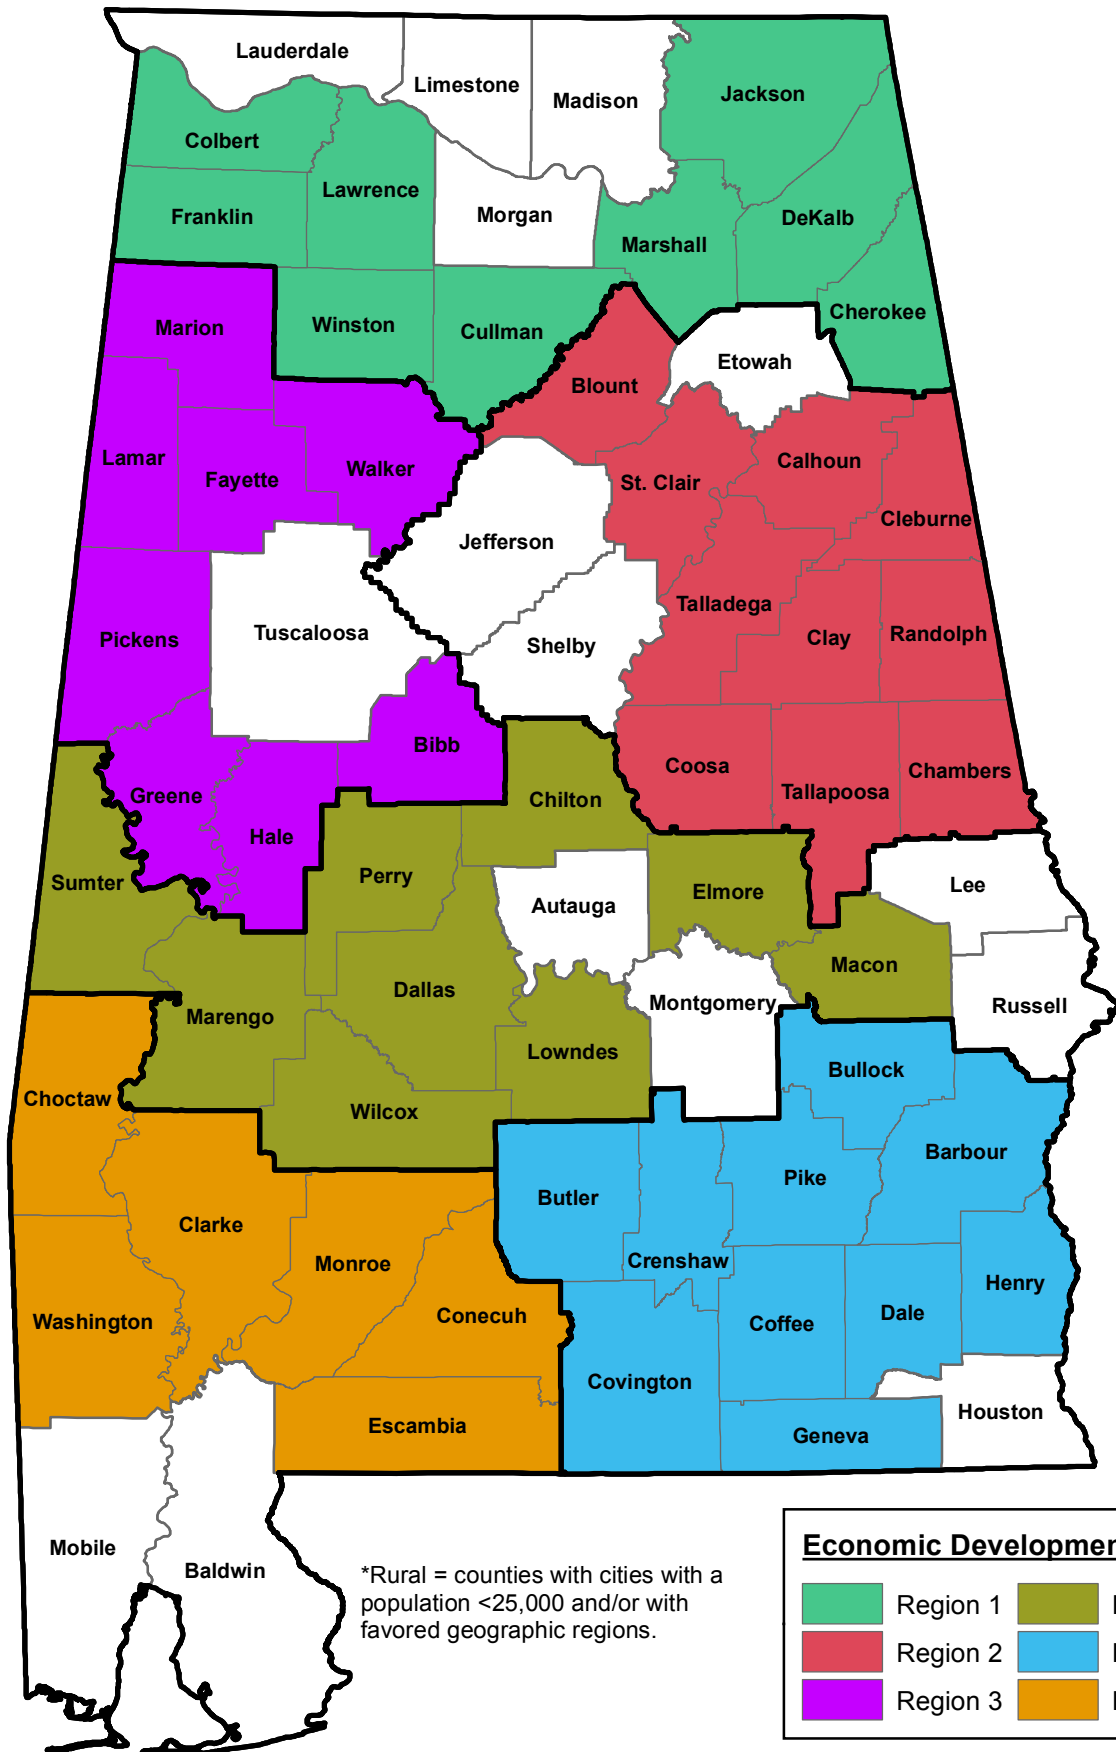 Lauderdale
Limestone
Madison
Jackson
Colbert
Lawrence
Franklin
Morgan
DeKalb
Marshall
Cherokee
Marion
Winston
Cullman
Etowah
Blount
Lamar
Fayette
Walker
St. Clair
Calhoun
Cleburne
Jefferson
Talladega
Pickens
Tuscaloosa
Shelby
Clay
Randolph
Bibb
Coosa
Chambers
Greene
Chilton
Tallapoosa
Hale
Sumter
Perry
Elmore
Lee
Autauga
Macon
Dallas
Montgomery
Russell
Marengo
Lowndes
Bullock
Choctaw
Wilcox
Barbour
Pike
Butler
Clarke
Monroe
Crenshaw
Henry
Washington
Conecuh
Coffee
Dale
Covington
Houston
Escambia
Geneva
Mobile
Baldwin
*Rural = counties with cities with a
population <25,000 and/or with
favored geographic regions.
Economic Developmen
Region 1
Region 2
Region 3